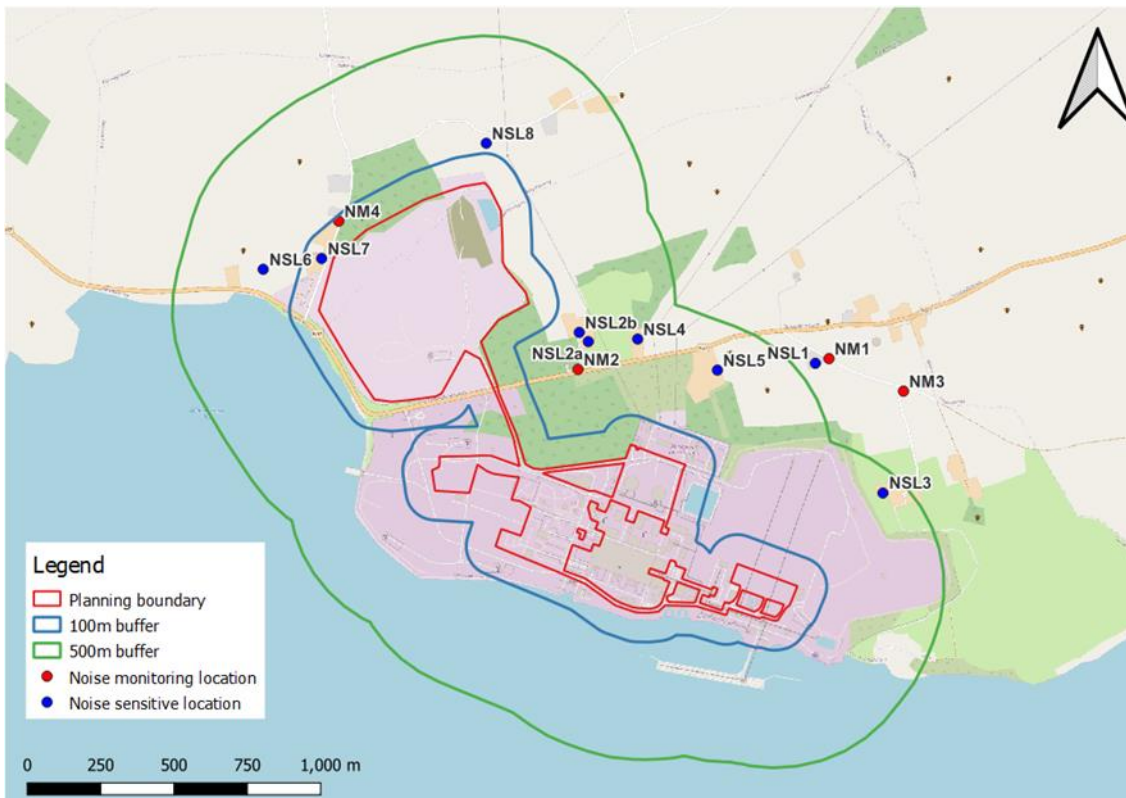 NSL8
NM4
NSL7
NSL6
NSL2b
NSL4
NSL2a
NM2
NSL5
NSL1
NM1
NM3
NSL3
Legend
Planning boundary
100m buffer
500m buffer
Noise monitoring location
Noise sensitive location
0 250 500 750 1,000 m